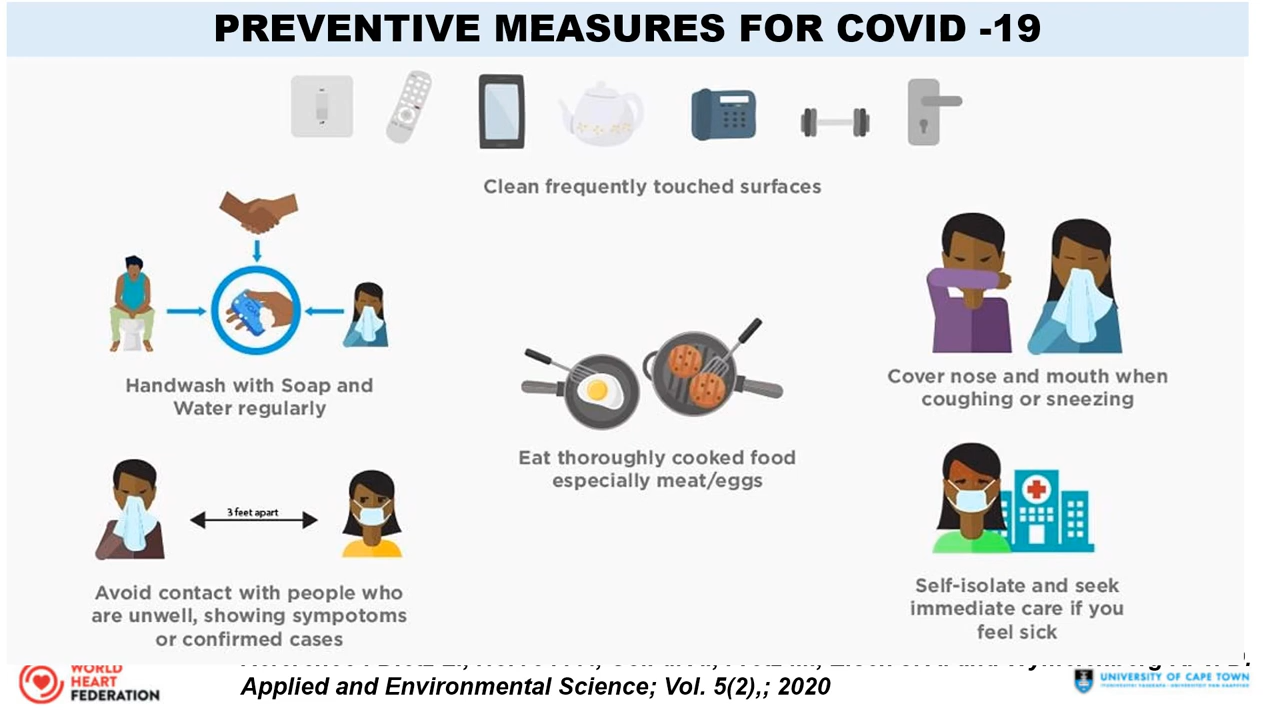 PREVENTIVE MEASURES FOR COVID -19
Clean frequently touched surfaces
Handwash with Soap and
Water regularly
Cover nose and mouth when
coughing or sneezing
Eat thoroughly cooked food
especially meat/eggs
3 feet apart
Avoid contact with people who
are unwell, showing sympotoms
or confirmed cases
Self-isolate and seek
immediate care if you
feel sick
WORLD
HEART
FEDERATION
Applied and Environmental Science; Vol. 5(2),; 2020
UNIVERSITY OF CAPE TOWN